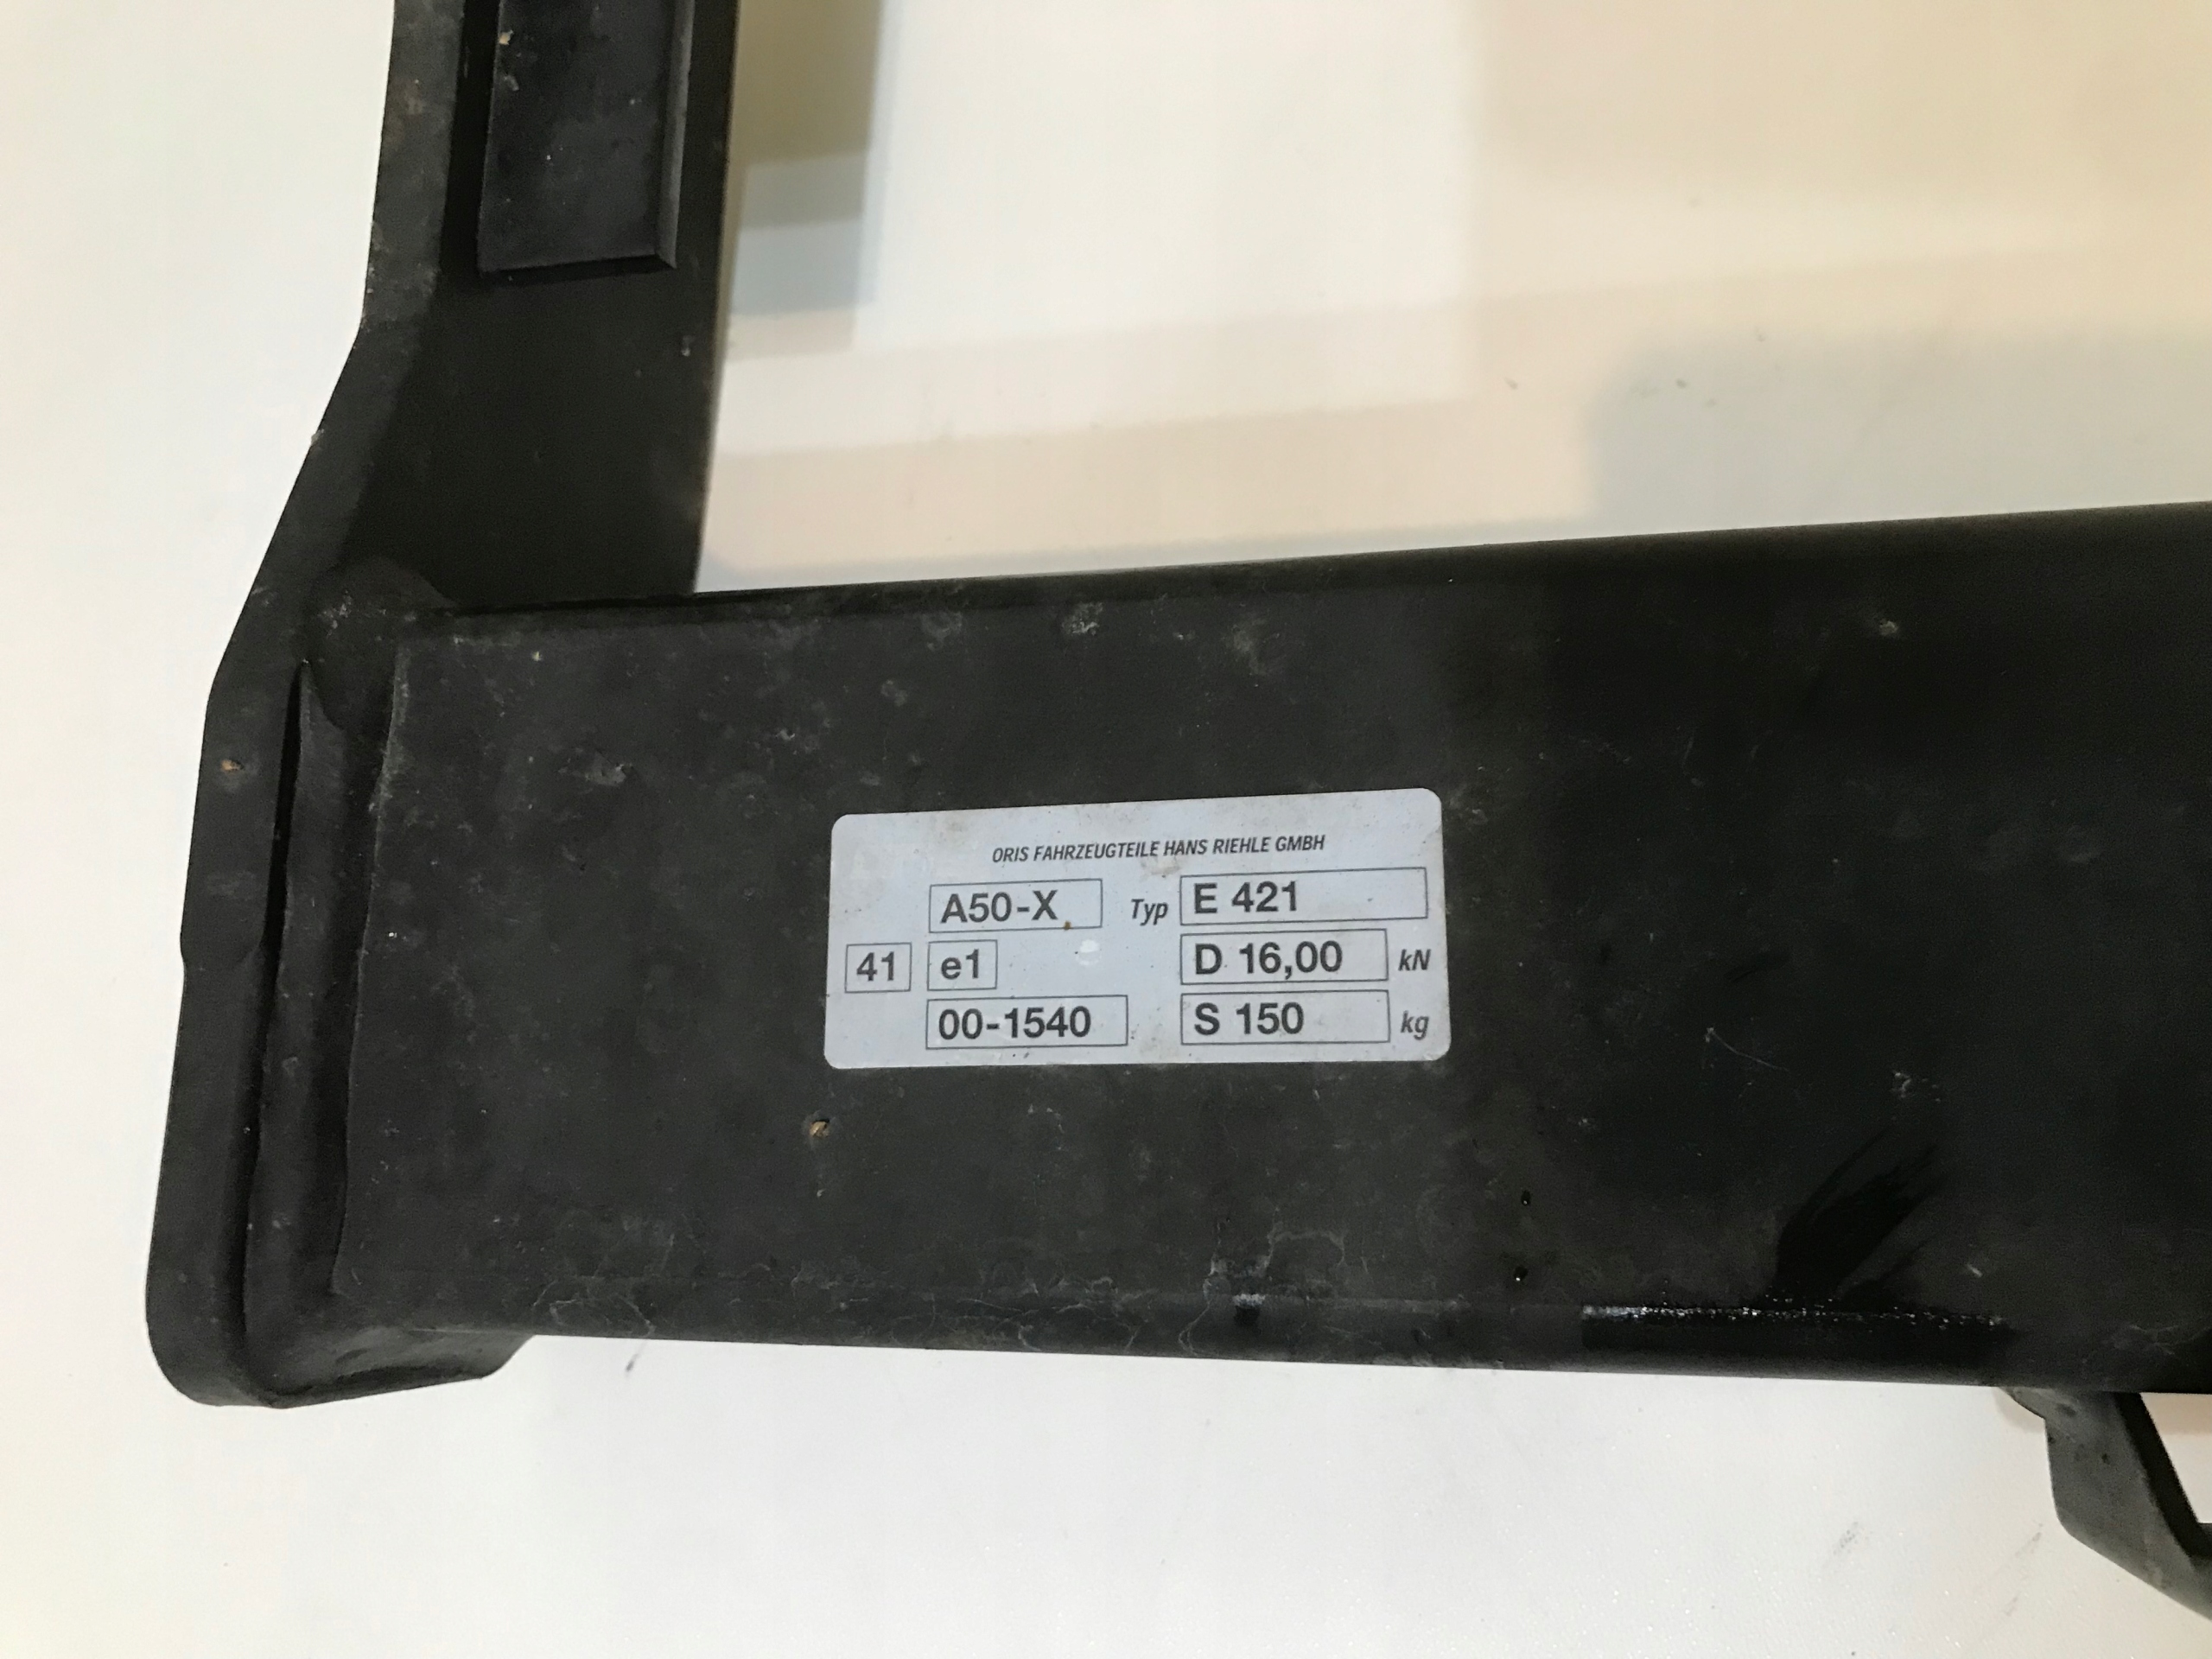 ORIS FAHRZEUGTEILE HANS RIEHLE GMBH
A50-X Typ E 421
41 e1 D 16,00 kN
00-1540 S 150 kg